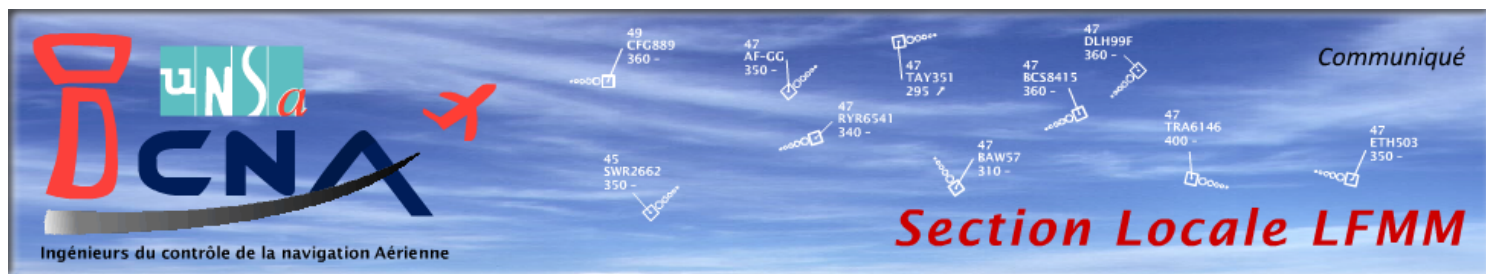 UNSa
ICNA
Ingénieurs du contrôle de la navigation Aérienne
49
CFG889
360 –
47
AF-GG
350 –
47
TAY351
295 ↗
47
DLH99F
360 –
47
BCS8415
360 –
47
RYR6541
340 –
45
SWR2662
350 –
47
BAW57
310 –
47
TRA6146
400 –
47
ETH503
350 –
Communiqué
Section Locale LFMM